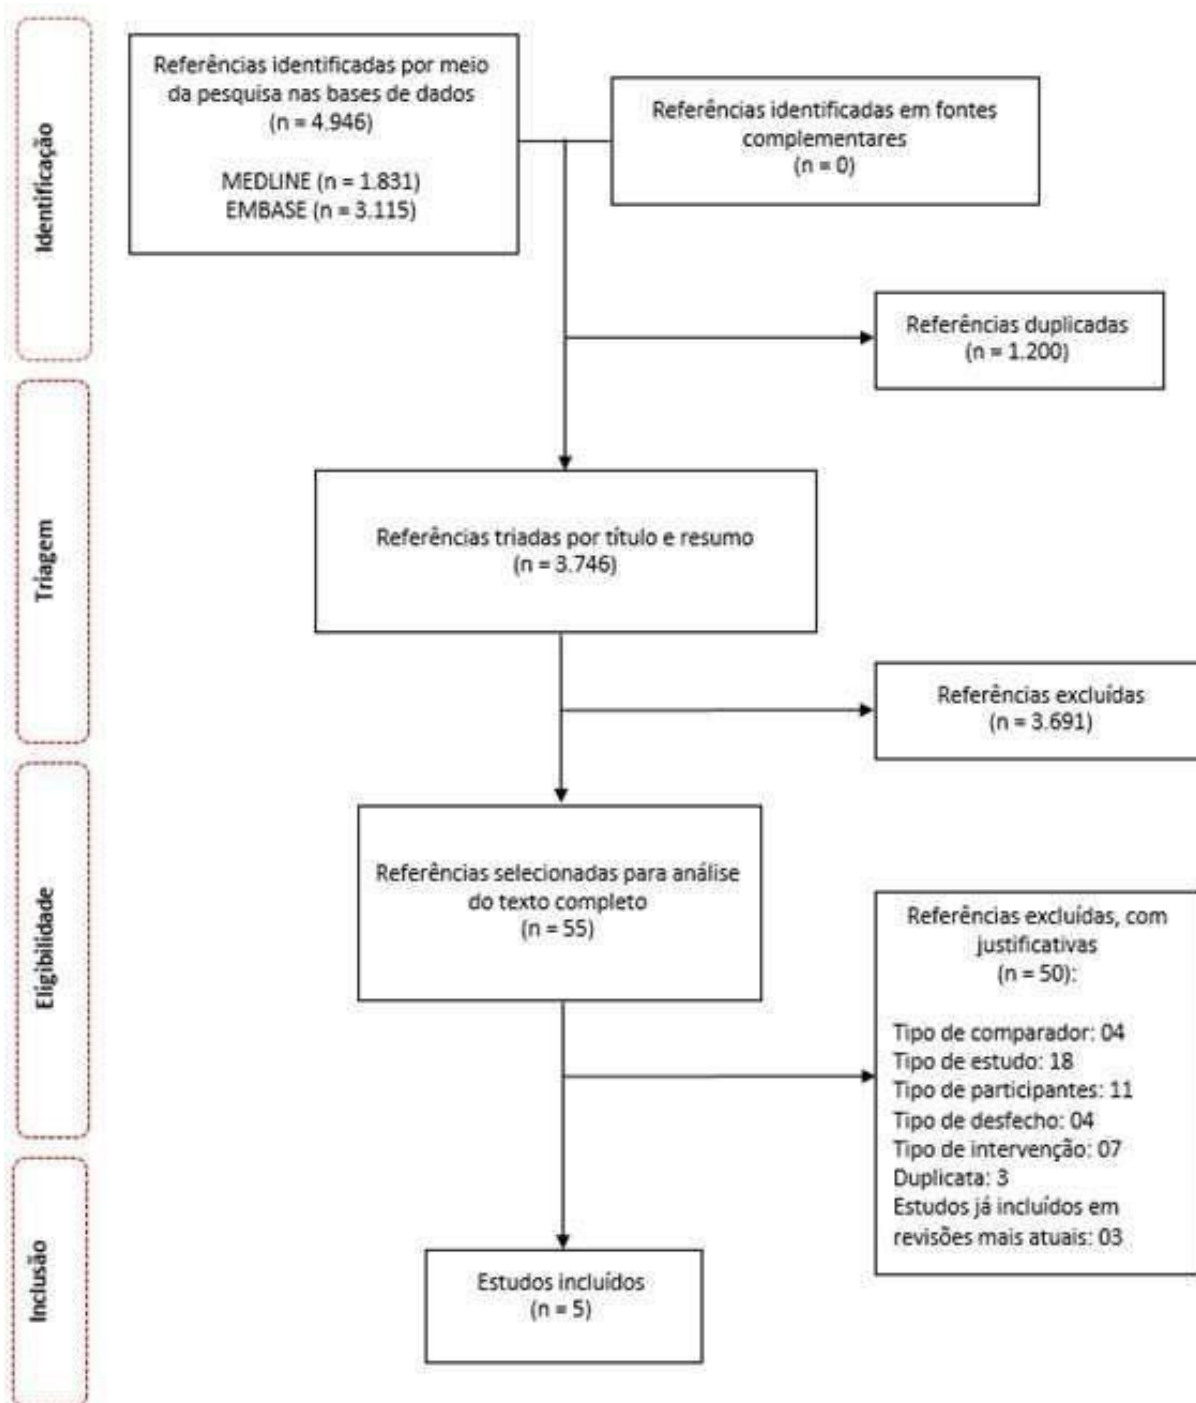 Identificação
Referências identificadas por meio
da pesquisa nas bases de dados
(n = 4.946)
MEDLINE (n = 1.831)
EMBASE (n = 3.115)
Referências identificadas em fontes
complementares
(n = 0)
Referências duplicadas
(n = 1.200)
Triagem
Referências triadas por título e resumo
(n = 3.746)
Referências excluídas
(n = 3.691)
Eligibilidade
Referências selecionadas para análise
do texto completo
(n = 55)
Referências excluídas, com
justificativas
(n = 50):
Tipo de comparador: 04
Tipo de estudo: 18
Tipo de participantes: 11
Tipo de desfecho: 04
Tipo de intervenção: 07
Duplicata: 3
Estudos já incluídos em
revisões mais atuais: 03
Inclusão
Estudos incluídos
(n = 5)